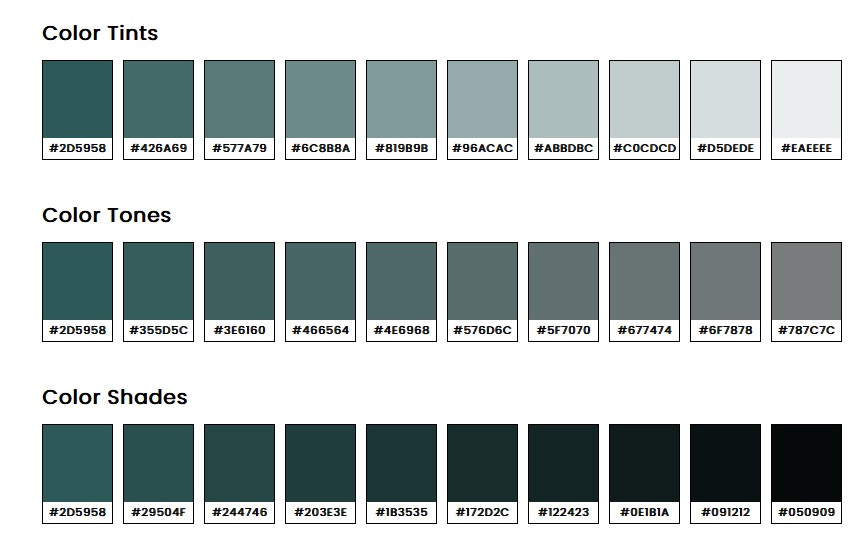 Color Tints
#2D5958 #426A69 #577A79 #6C8B8A #819B9B #96ACAC #ABBDBC #C0CDCD #D5DEDE #EAEEEE
Color Tones
#2D5958 #355D5C #3E6160 #466564 #4E6968 #576D6C #5F7070 #677474 #6F7878 #787C7C
Color Shades
#2D5958 #29504F #244746 #203E3E #1B3535 #172D2C #122423 #0E1B1A #091212 #050909